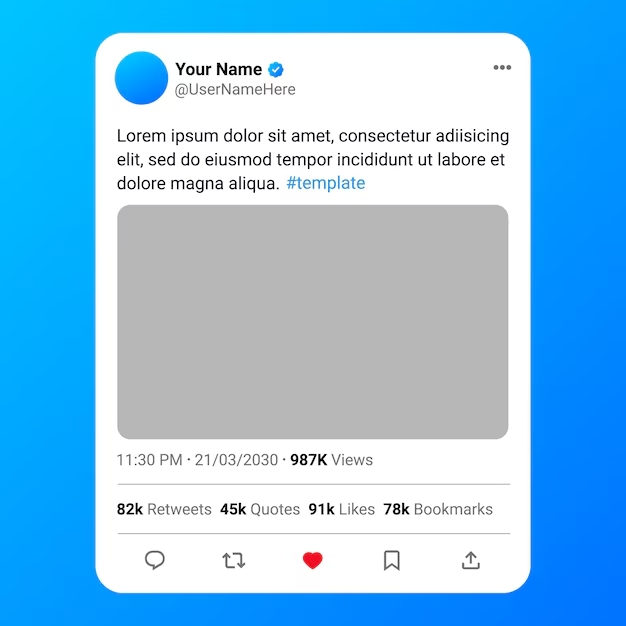 Your Name
@UserNameHere
Lorem ipsum dolor sit amet, consectetur adiisicing
elit, sed do eiusmod tempor incididunt ut labore et
dolore magna aliqua. #template
11:30 PM · 21/03/2030 · 987K Views
82k Retweets 45k Quotes 91k Likes 78k Bookmarks